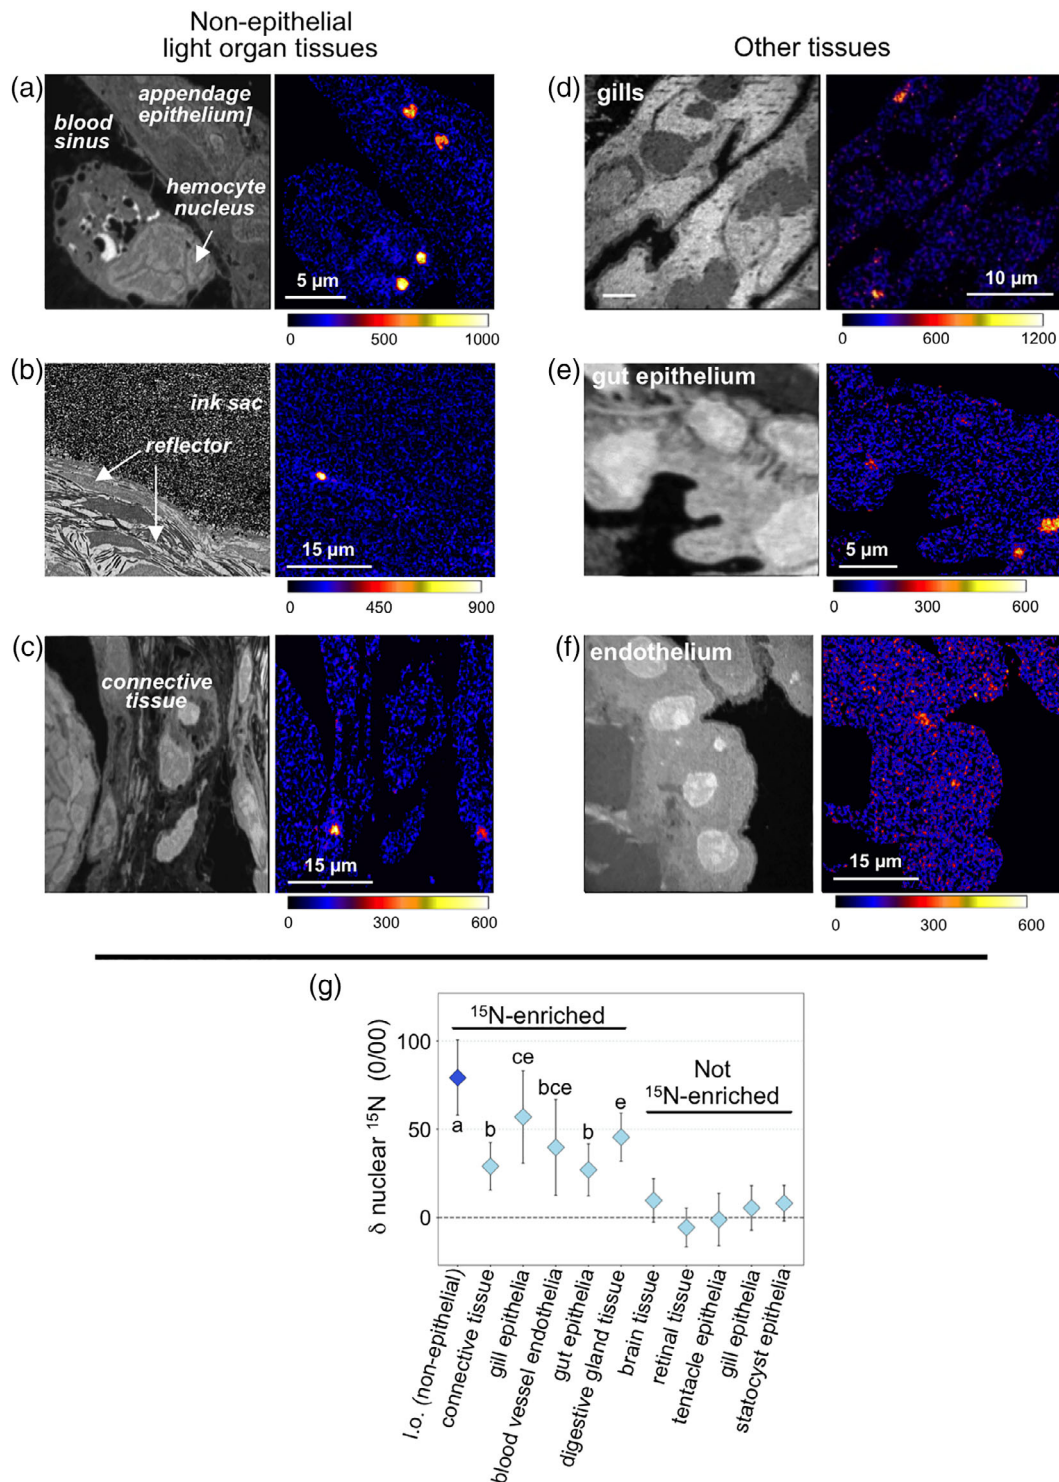 Non-epithelial
light organ tissues
Other tissues
(a)
appendage
epithelium]
blood
sinus
hemocyte
nucleus
5 µm
0 500 1000
(d)
gills
10 µm
0 600 1200
(b)
ink sac
reflector
15 µm
0 450 900
(e)
gut epithelium
5 µm
0 300 600
(c)
connective
tissue
15 µm
0 300 600
(f)
endothelium
15 µm
0 300 600
(g)
δ nuclear ¹⁵N (0/00)
100
50
0
¹⁵N-enriched
Not
¹⁵N-enriched
a
b
ce
bce
b
e
l.o. (non-epithelial)
connective tissue
gill epithelia
blood vessel endothelia
gut epithelia
digestive gland tissue
brain tissue
retinal tissue
tentacle epithelia
gill epithelia
statocyst epithelia